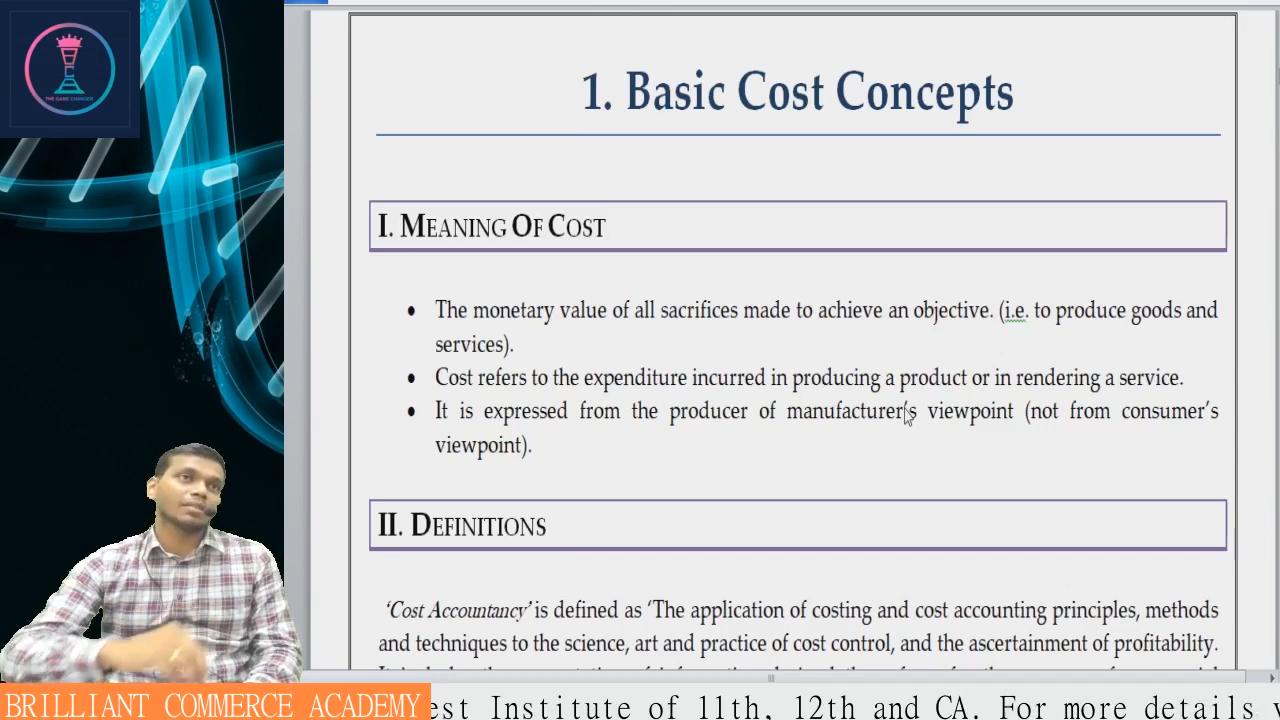 THE GAME CHANGER
1. Basic Cost Concepts
I. MEANING OF COST
• The monetary value of all sacrifices made to achieve an objective. (i.e. to produce goods and
services).
• Cost refers to the expenditure incurred in producing a product or in rendering a service.
• It is expressed from the producer of manufacturer's viewpoint (not from consumer's
viewpoint).
II. DEFINITIONS
'Cost Accountancy' is defined as 'The application of costing and cost accounting principles, methods
and techniques to the science, art and practice of cost control, and the ascertainment of profitability.
BRILLIANT COMMERCE ACADEMY
est Institute of 11th, 12th and CA. For more details